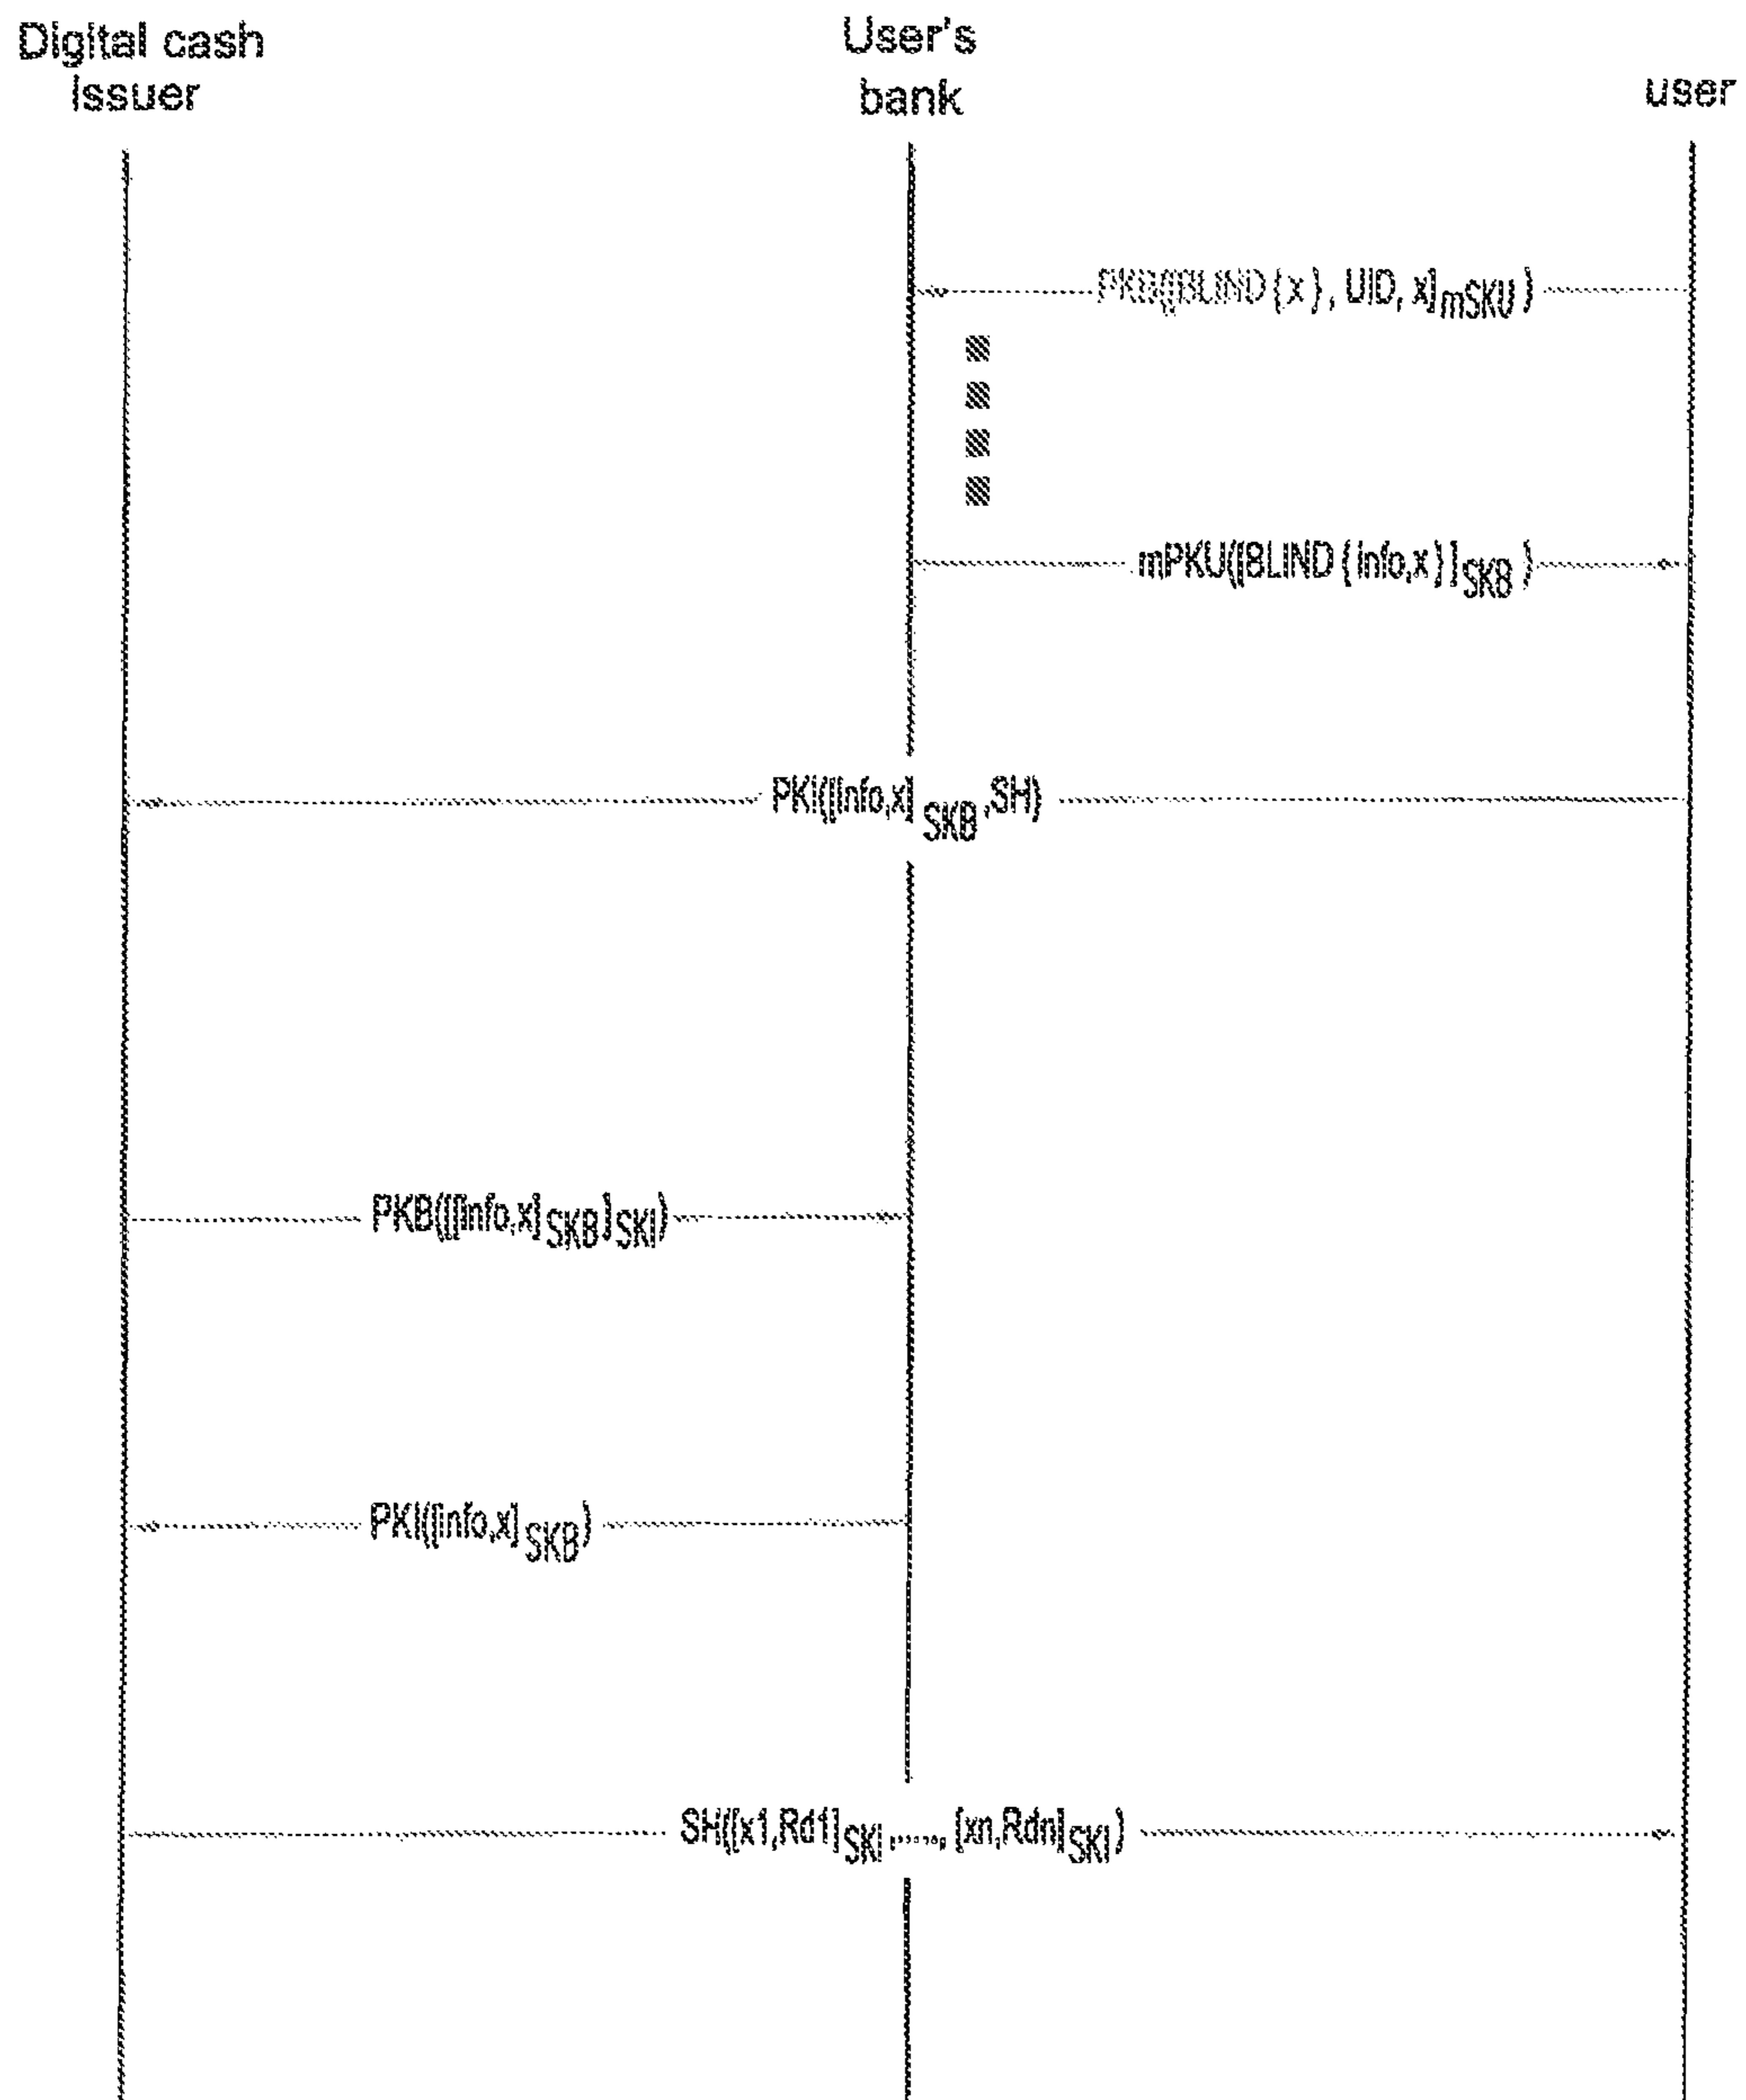 Digital cash
Issuer
User's
bank
user
PKB([BLIND{x}, UID, x]mSKU)
mPKU([BLIND{info,x}]SKB)
PKI([info,x]SKB,SH)
PKB([[info,x]SKB]SKI)
PKI([info,x]SKB)
SH([x1,Rd1]SKI,......, [xn,Rdn]SKI)